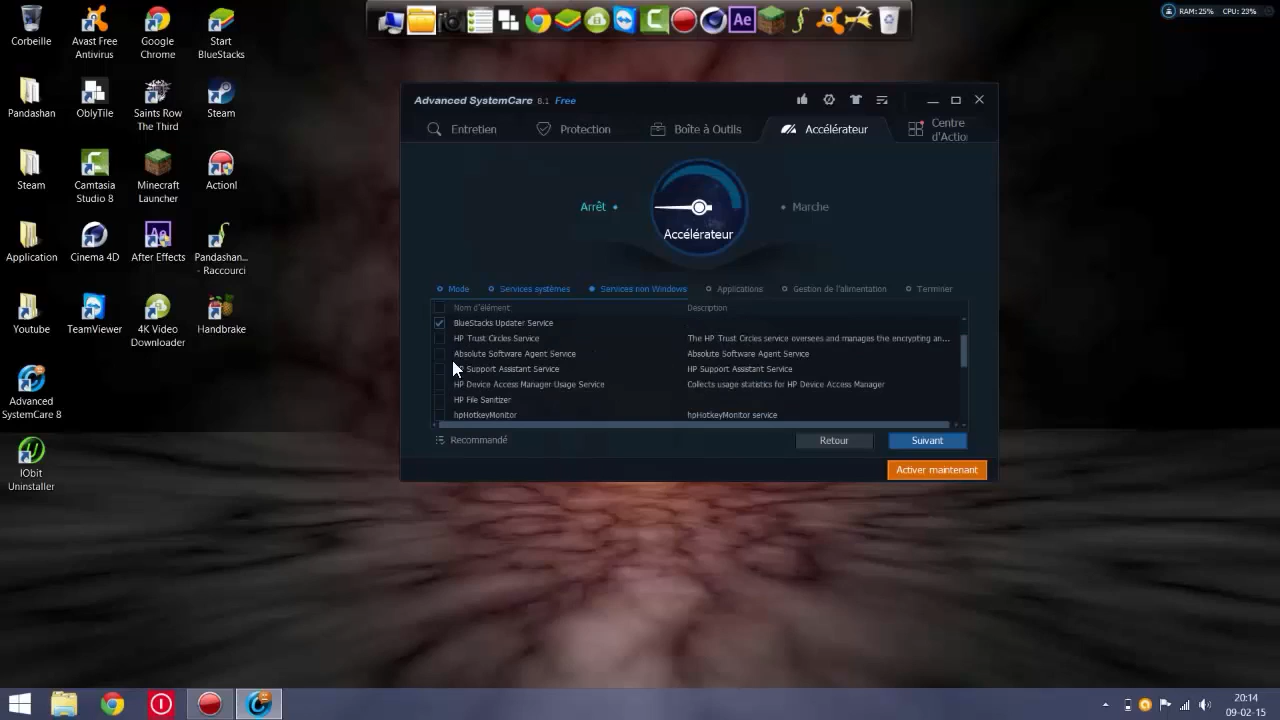 RAM: 25% CPU: 23%
Corbeille
Avast Free
Antivirus
Google
Chrome
Start
BlueStacks
Pandashan
OblyTile
Saints Row
The Third
Steam
Steam
Camtasia
Studio 8
Minecraft
Launcher
Action!
Application
Cinema 4D
After Effects
Pandashan...
- Raccourci
Youtube
TeamViewer
4K Video
Downloader
Handbrake
Advanced
SystemCare 8
IObit
Uninstaller
Ae
Advanced SystemCare 8.1 Free
Entretien
Protection
Boîte à Outils
Accélérateur
Centre
d'Actio
Arrêt
Marche
Accélérateur
Mode
Services systèmes
Services non Windows
Applications
Gestion de l'alimentation
Terminer
Nom d'élément
Description
BlueStacks Updater Service
HP Trust Circles Service
The HP Trust Circles service oversees and manages the encrypting an...
Absolute Software Agent Service
Absolute Software Agent Service
HP Support Assistant Service
HP Support Assistant Service
HP Device Access Manager Usage Service
Collects usage statistics for HP Device Access Manager
HP File Sanitizer
hpHotkeyMonitor
hpHotkeyMonitor service
Recommandé
Retour
Suivant
Activer maintenant
20:14
09-02-15